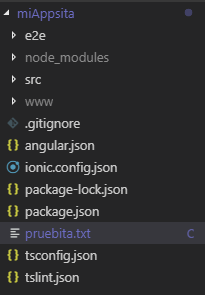 miAppsita
e2e
node_modules
src
www
.gitignore
angular.json
ionic.config.json
package-lock.json
package.json
pruebita.txt C
tsconfig.json
tslint.json